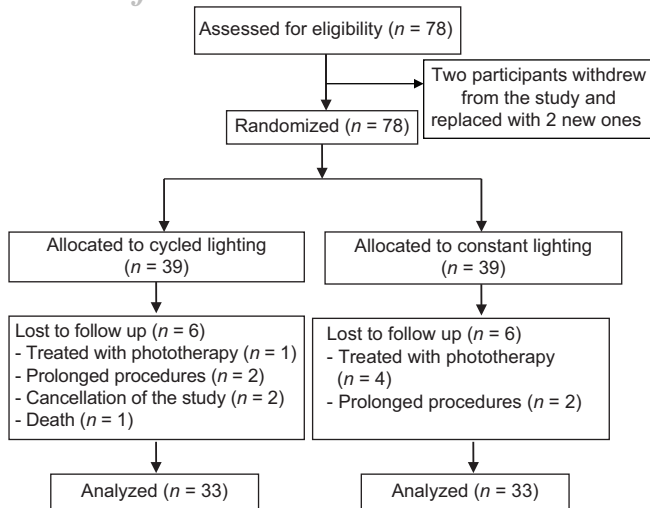 Assessed for eligibility (n = 78)
Two participants withdrew
from the study and
replaced with 2 new ones
Randomized (n = 78)
Allocated to cycled lighting
(n = 39)
Allocated to constant lighting
(n = 39)
Lost to follow up (n = 6)
- Treated with phototherapy (n = 1)
- Prolonged procedures (n = 2)
- Cancellation of the study (n = 2)
- Death (n = 1)
Lost to follow up (n = 6)
- Treated with phototherapy
(n = 4)
- Prolonged procedures (n = 2)
Analyzed (n = 33)
Analyzed (n = 33)